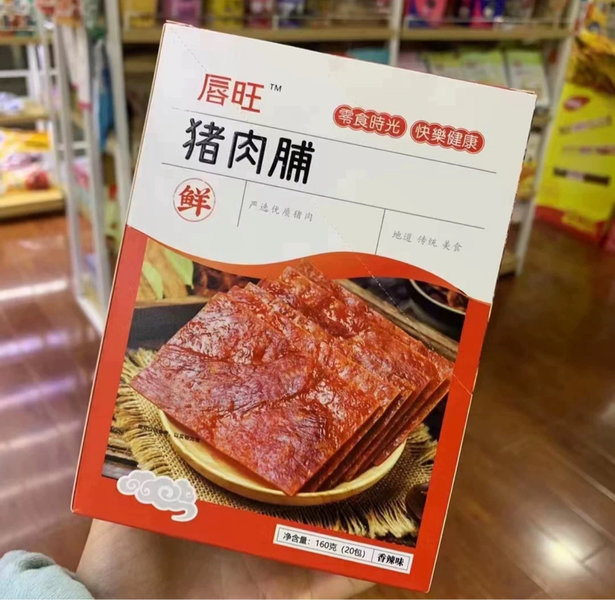 唇旺™
零食時光 快樂健康
猪肉脯
鲜
严选优质猪肉
地道 传统 美食
净含量：160克（20包） 香辣味